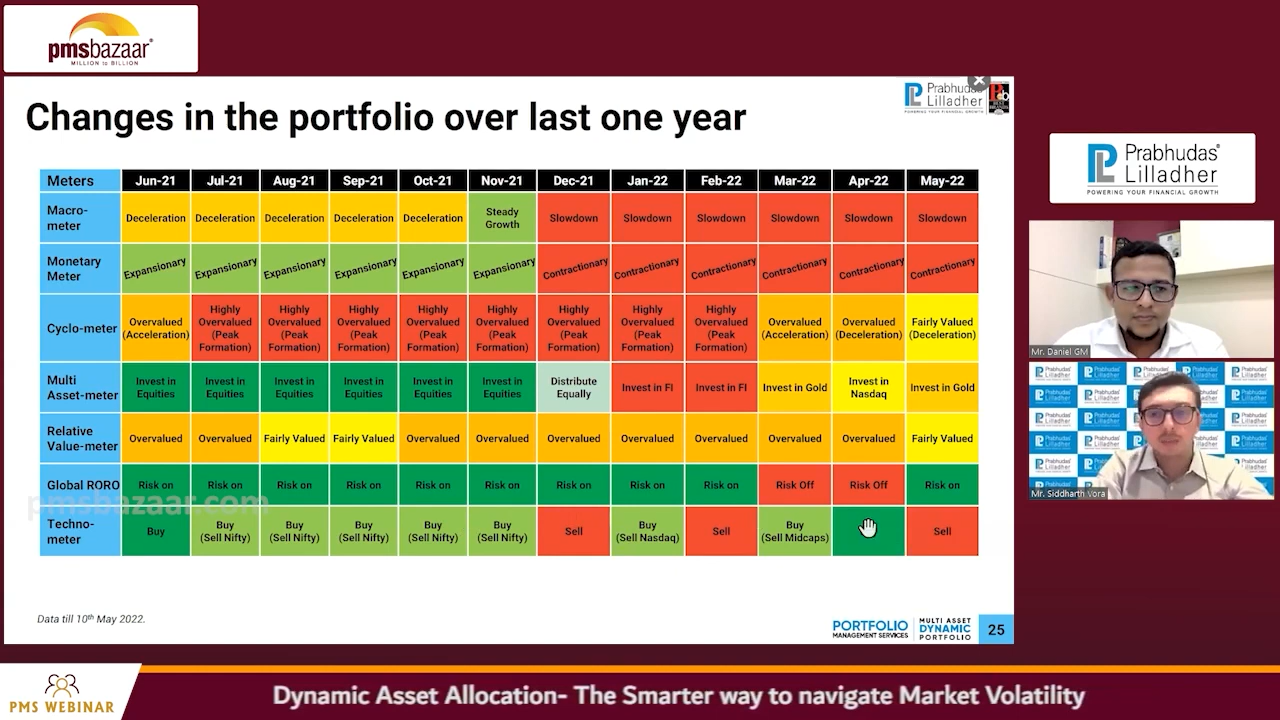 pmsbazaar
MILLION to BILLION
Changes in the portfolio over last one year
Prabhudas
Lilladher
POWERING YOUR FINANCIAL GROWTH
Meters Jun-21 Jul-21 Aug-21 Sep-21 Oct-21 Nov-21 Dec-21 Jan-22 Feb-22 Mar-22 Apr-22 May-22
Macro-
meter
Deceleration Deceleration Deceleration Deceleration Deceleration
Steady
Growth
Slowdown Slowdown Slowdown Slowdown Slowdown Slowdown
Monetary
Meter
Expansionary Expansionary Expansionary Expansionary Expansionary Expansionary Contractionary Contractionary Contractionary Contractionary Contractionary Contractionary
Cyclo-meter
Overvalued
(Acceleration)
Highly
Overvalued
(Peak
Formation)
Highly
Overvalued
(Peak
Formation)
Highly
Overvalued
(Peak
Formation)
Highly
Overvalued
(Peak
Formation)
Highly
Overvalued
(Peak
Formation)
Highly
Overvalued
(Peak
Formation)
Highly
Overvalued
(Peak
Formation)
Highly
Overvalued
(Peak
Formation)
Overvalued
(Acceleration)
Overvalued
(Deceleration)
Fairly Valued
(Deceleration)
Multi
Asset-meter
Invest in
Equities
Invest in
Equities
Invest in
Equities
Invest in
Equities
Invest in
Equities
Invest in
Equities
Distribute
Equally
Invest in FI
Invest in FI
Invest in Gold
Invest in
Nasdaq
Invest in Gold
Relative
Value-meter
Overvalued Overvalued Fairly Valued Fairly Valued Overvalued Overvalued Overvalued Overvalued Overvalued Overvalued Overvalued Fairly Valued
Global RORO Risk on Risk on Risk on Risk on Risk on Risk on Risk on Risk on Risk on Risk Off Risk Off Risk on
pmsbazaar.com
Techno-
meter
Buy
Buy
(Sell Nifty)
Buy
(Sell Nifty)
Buy
(Sell Nifty)
Buy
(Sell Nifty)
Buy
(Sell Nifty)
Sell
Buy
(Sell Nasdaq)
Sell
Buy
(Sell Midcaps)
Sell
Data till 10th May 2022.
PORTFOLIO
MANAGEMENT SERVICES
MULTI ASSET
DYNAMIC
PORTFOLIO
25
Prabhudas
Lilladher
POWERING YOUR FINANCIAL GROWTH
Mr. Daniel GM
Mr. Siddharth Vora
PMS WEBINAR
Dynamic Asset Allocation- The Smarter way to navigate Market Volatility